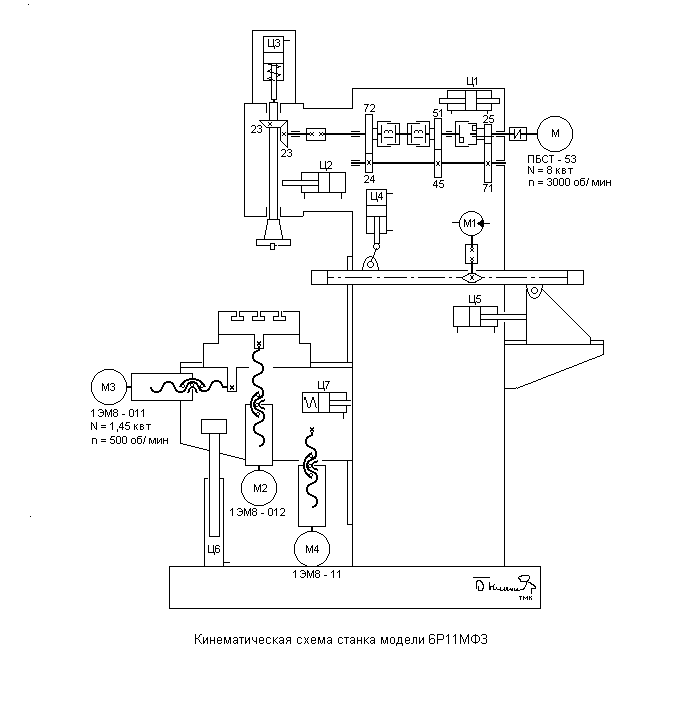 Ц3
Ц1
72
51
25
23
23
М
ПБСТ - 53
N = 8 квт
n = 3000 об/ мин
Ц2
24
45
71
Ц4
М1
Ц5
М3
1ЭМ8 - 011
N = 1,45 квт
n = 500 об/ мин
Ц7
М2
1ЭМ8 - 012
Ц6
М4
1ЭМ8 - 11
ТМК
Кинематическая схема станка модели 6Р11МФ3